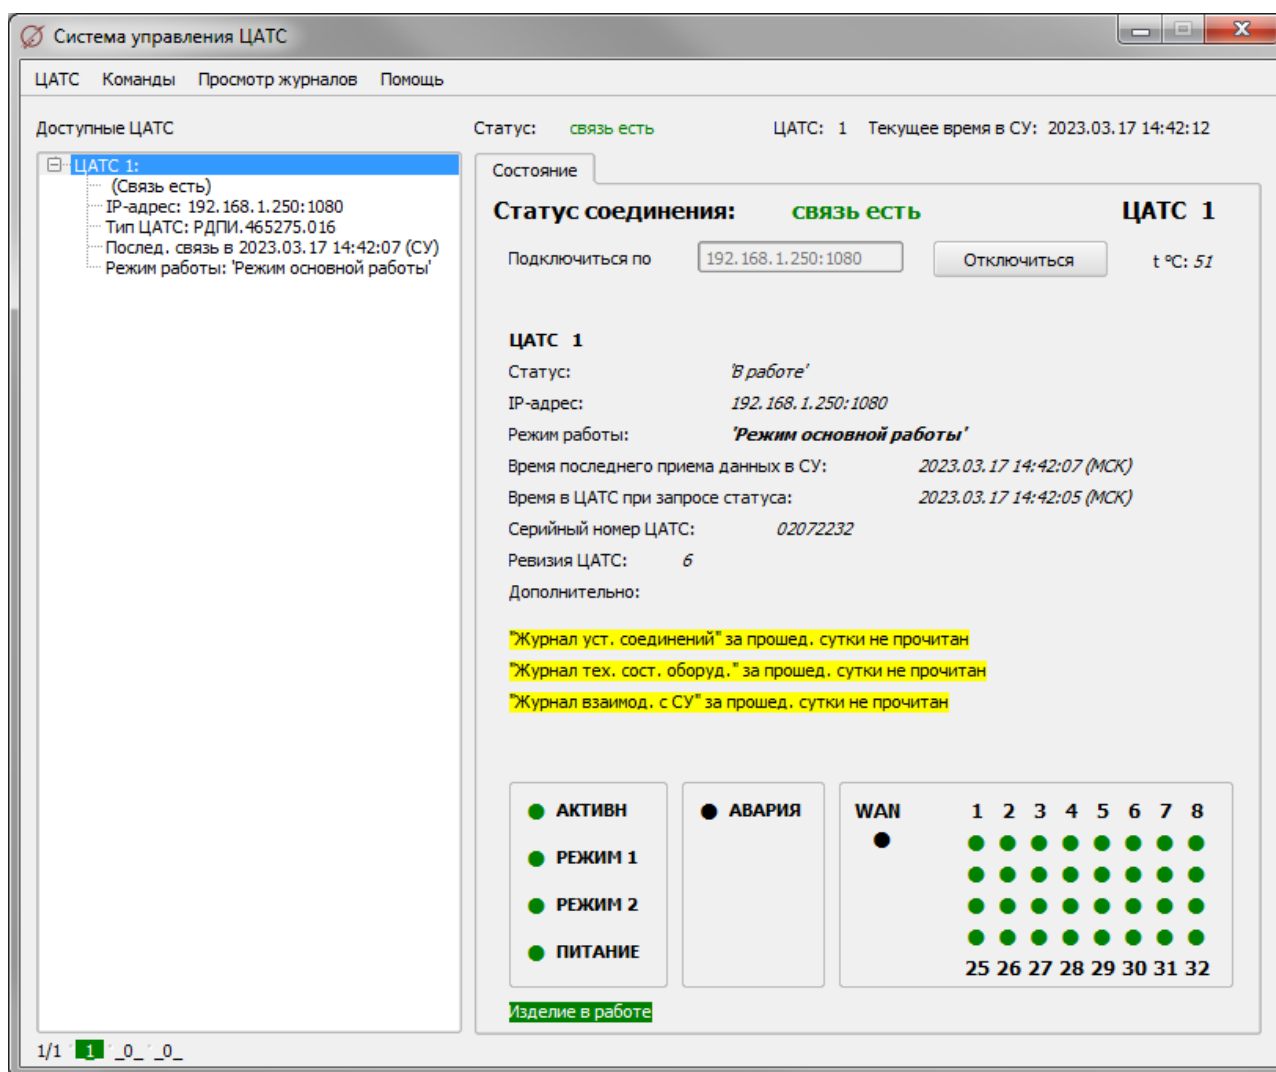 Система управления ЦАТС
ЦАТС Команды Просмотр журналов Помощь
Доступные ЦАТС
Статус: связь есть ЦАТС: 1 Текущее время в СУ: 2023.03.17 14:42:12
ЦАТС 1:
(Связь есть)
IP-адрес: 192.168.1.250:1080
Тип ЦАТС: РДПИ.465275.016
Послед. связь в 2023.03.17 14:42:07 (СУ)
Режим работы: 'Режим основной работы'
Состояние
Статус соединения: связь есть ЦАТС 1
Подключиться по 192.168.1.250:1080 Отключиться t ºC: 51
ЦАТС 1
Статус: 'В работе'
IP-адрес: 192.168.1.250:1080
Режим работы: 'Режим основной работы'
Время последнего приема данных в СУ: 2023.03.17 14:42:07 (МСК)
Время в ЦАТС при запросе статуса: 2023.03.17 14:42:05 (МСК)
Серийный номер ЦАТС: 02072232
Ревизия ЦАТС: 6
Дополнительно:
"Журнал уст. соединений" за прошед. сутки не прочитан
"Журнал тех. сост. оборуд." за прошед. сутки не прочитан
"Журнал взаимод. с СУ" за прошед. сутки не прочитан
АКТИВН
РЕЖИМ 1
РЕЖИМ 2
ПИТАНИЕ
АВАРИЯ
WAN 1 2 3 4 5 6 7 8
25 26 27 28 29 30 31 32
Изделие в работе
1/1 1 _0_ _0_